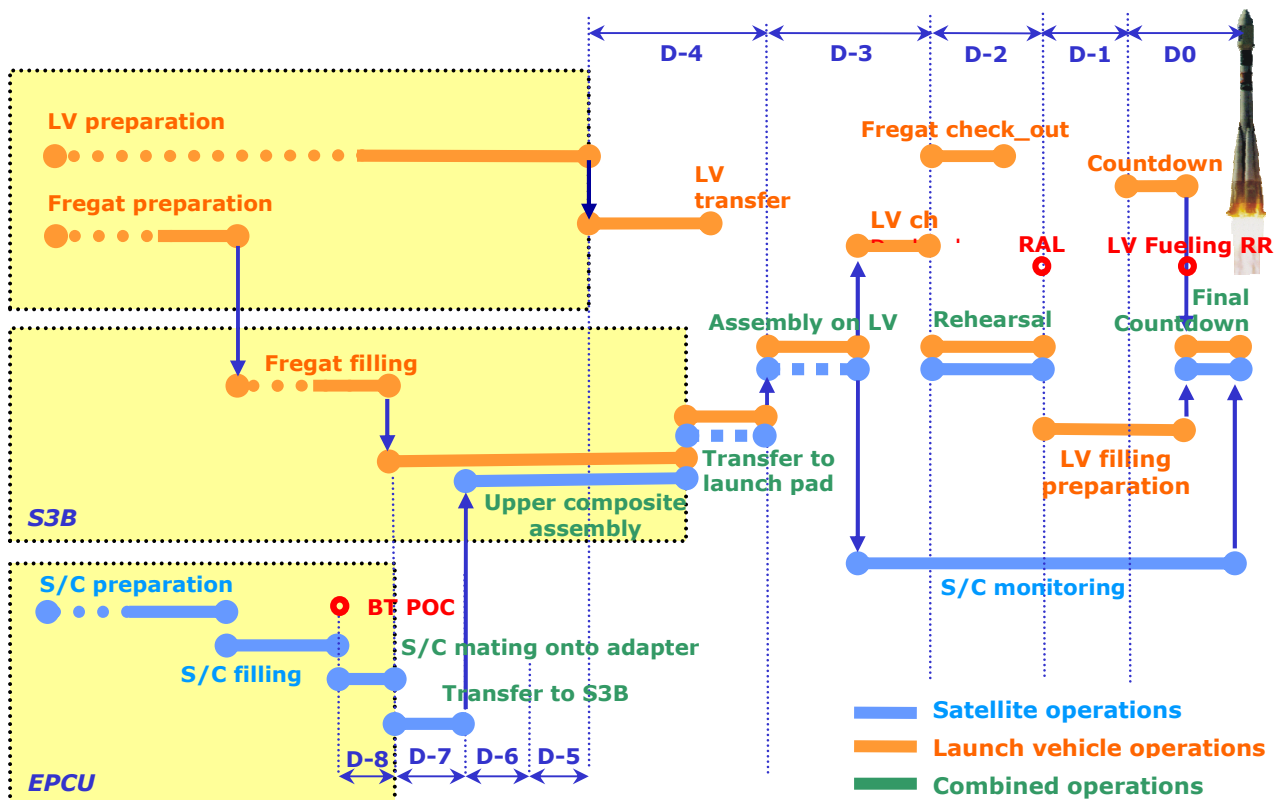 D-4
D-3
D-2
D-1
D0
LV preparation
Fregat check_out
Countdown
LV
transfer
Fregat preparation
LV ch
RAL
LV Fueling RR
Final
Countdown
Assembly on LV
Rehearsal
Fregat filling
Transfer to
launch pad
LV filling
preparation
Upper composite
assembly
S3B
S/C preparation
S/C monitoring
BT POC
S/C mating onto adapter
S/C filling
Transfer to S3B
Satellite operations
Launch vehicle operations
Combined operations
D-8
D-7
D-6
D-5
EPCU